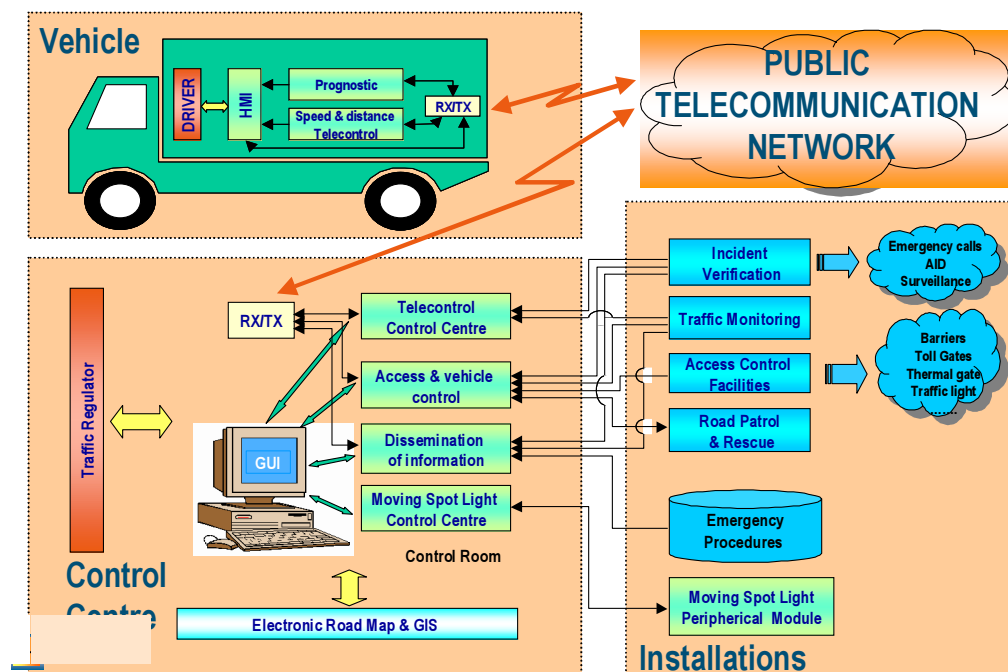 Vehicle
DRIVER
HMI
Prognostic
Speed & distance
Telecontrol
RX/TX
PUBLIC
TELECOMMUNICATION
NETWORK
Traffic Regulator
RX/TX
GUI
Telecontrol
Control Centre
Access & vehicle
control
Dissemination
of information
Moving Spot Light
Control Centre
Control Room
Control
Centre
Electronic Road Map & GIS
Incident
Verification
Traffic Monitoring
Access Control
Facilities
Road Patrol
& Rescue
Emergency
Procedures
Moving Spot Light
Peripherical Module
Installations
Emergency calls
AID
Surveillance
Barriers
Toll Gates
Thermal gate
Traffic light
........